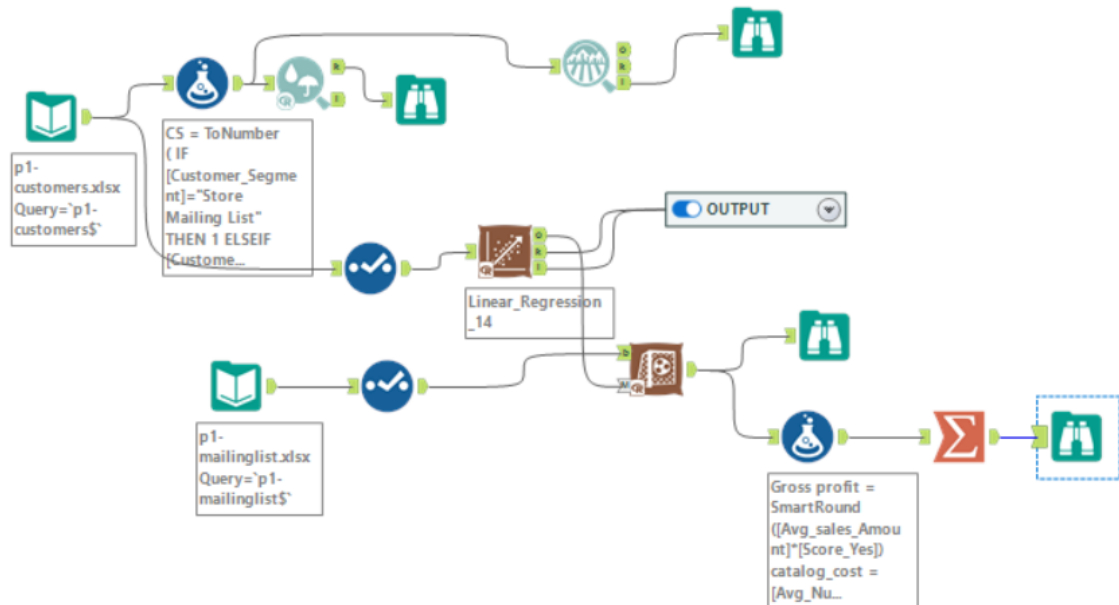 p1-
customers.xlsx
Query=`p1-
customers$`
CS = ToNumber
( IF
[Customer_Segme
nt]="Store
Mailing List"
THEN 1 ELSEIF
[Custome...
R
I
O
R
I
OUTPUT
O
R
I
Linear_Regression
_14
p1-
mailinglist.xlsx
Query=`p1-
mailinglist$`
D
M
Σ
Gross profit =
SmartRound
([Avg_sales_Amou
nt]*[Score_Yes])
catalog_cost =
[Avg_Nu...